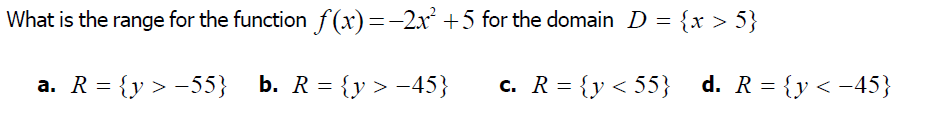 What is the range for the function f(x)=−2x² +5 for the domain D = {x > 5}
a. R = {y > −55} b. R = {y > −45} c. R = {y < 55} d. R = {y < −45}